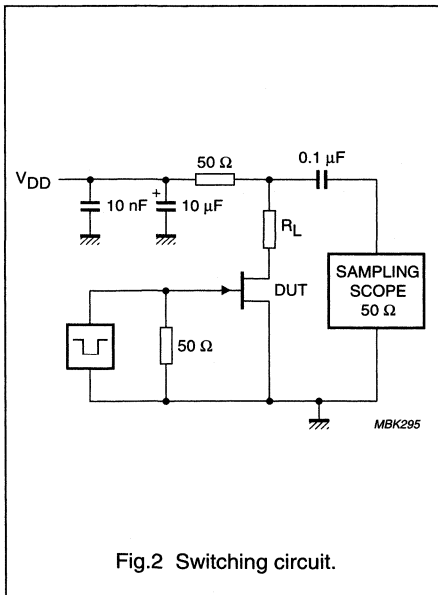 50 Ω
0.1 μF
V_DD
10 nF
+
10 μF
R_L
SAMPLING
SCOPE
50 Ω
DUT
50 Ω
MBK295
Fig.2 Switching circuit.